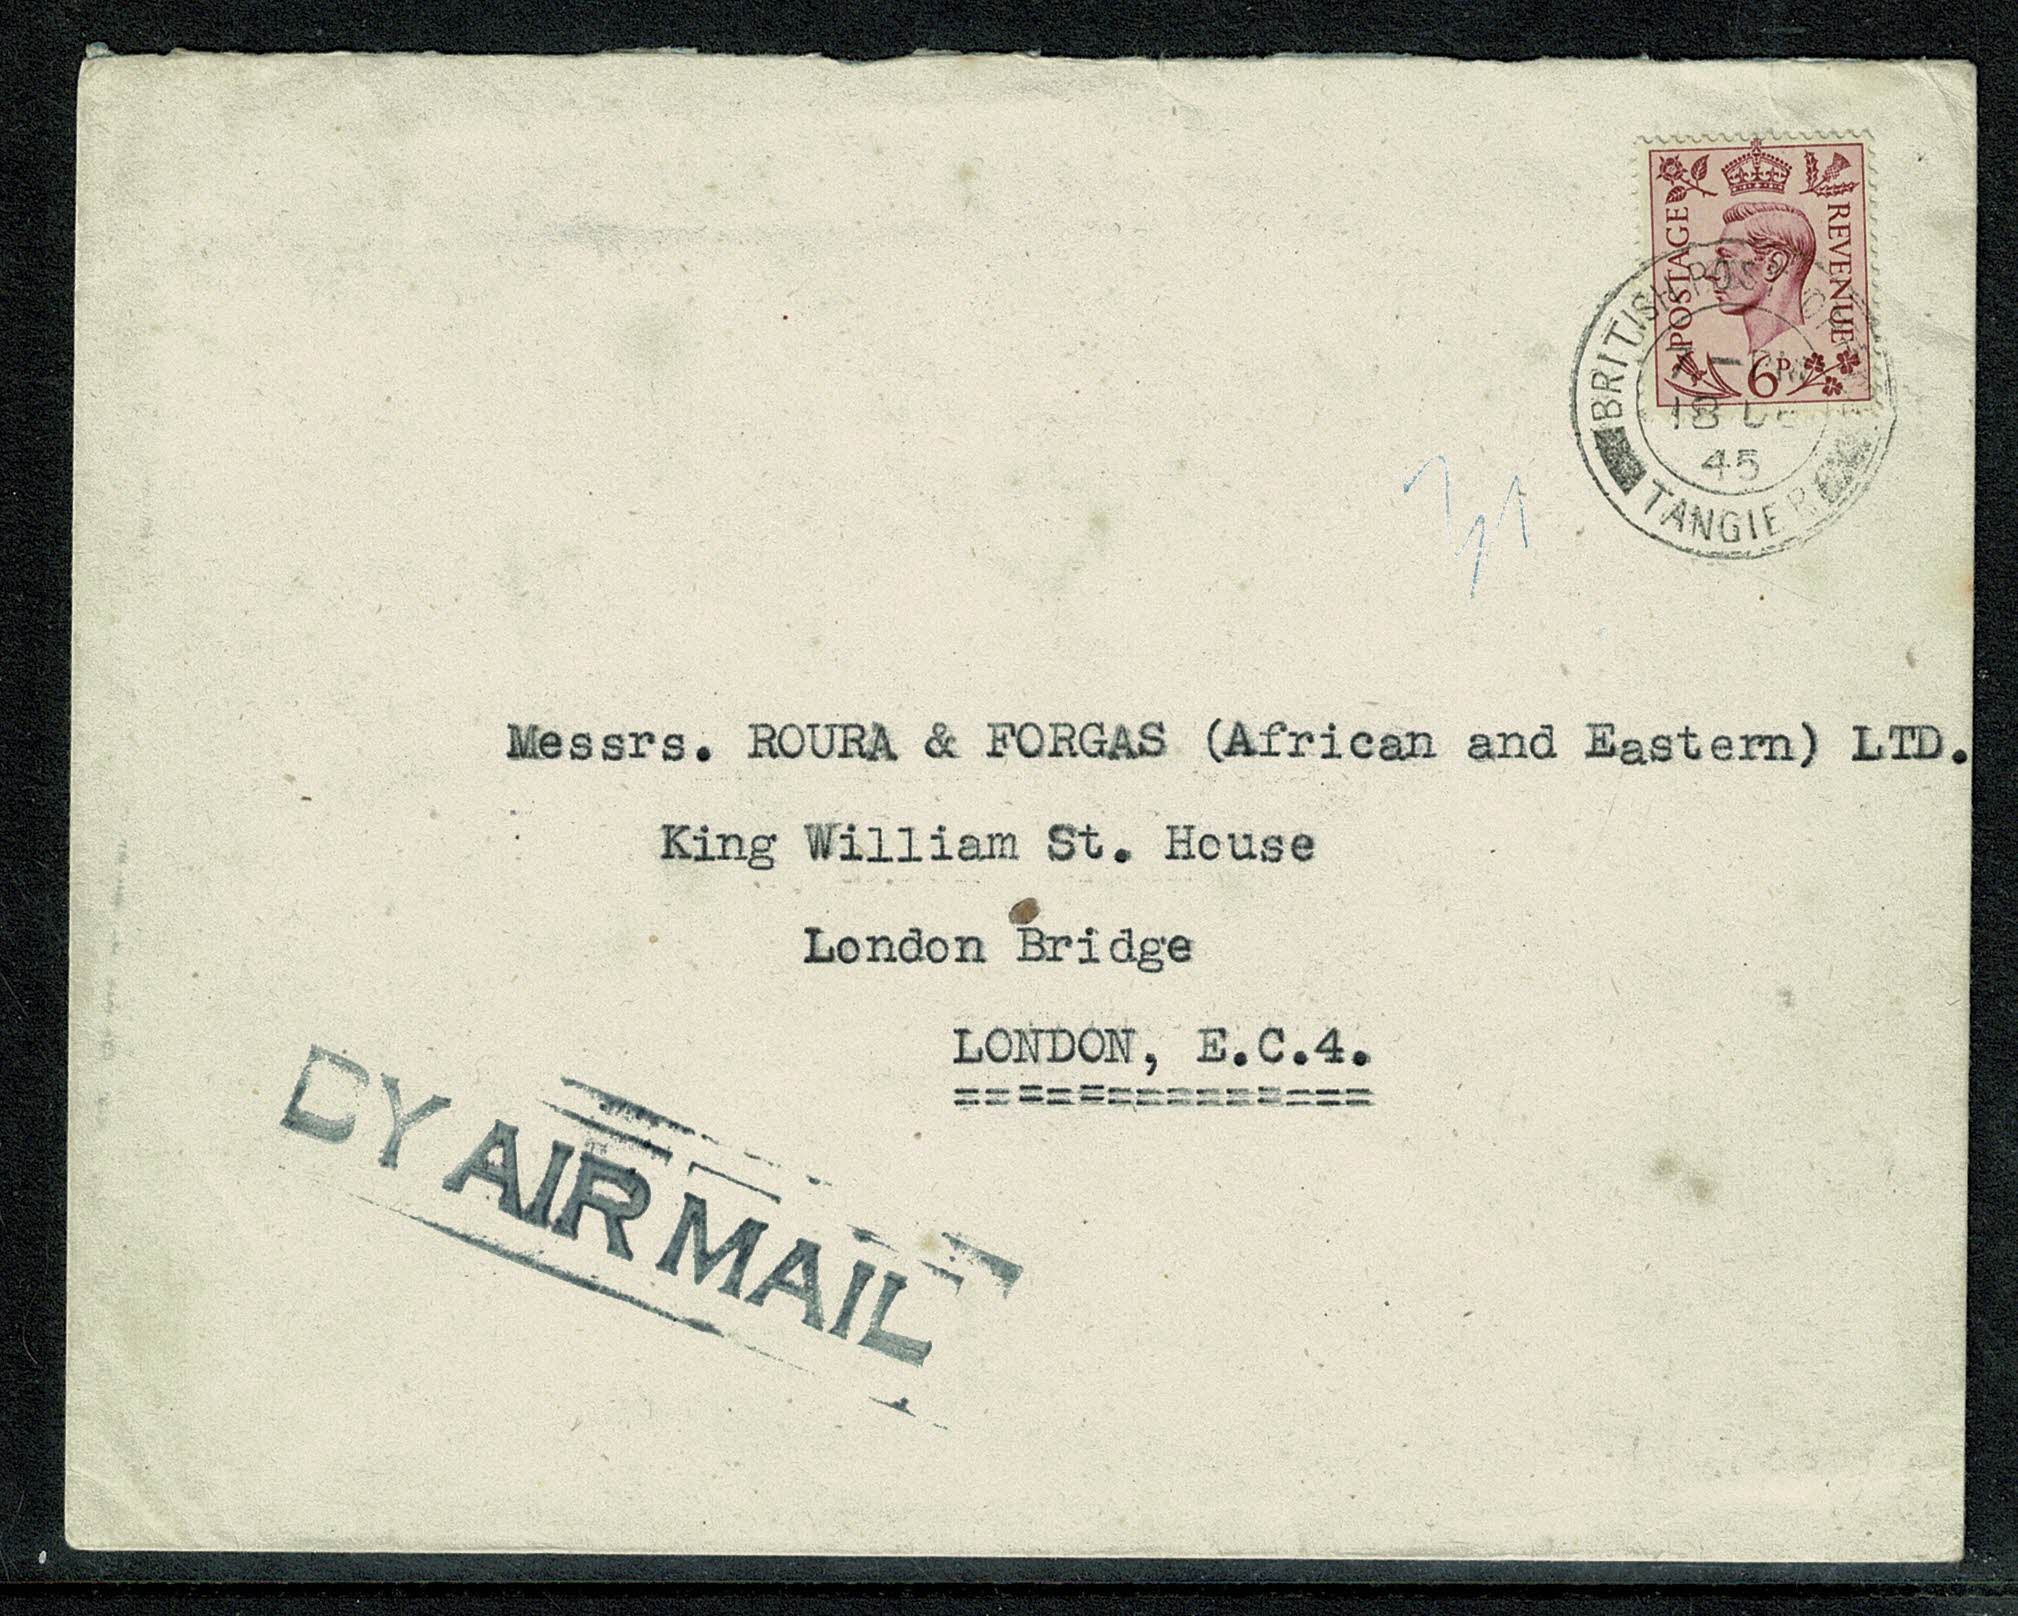 POSTAGE
REVENUE
6D
BRITISH POST
18 DE
45
TANGIER
Messrs. ROURA & FORGAS (African and Eastern) LTD.
King William St. House
London Bridge
LONDON, E.C.4.
==============
BY AIR MAIL